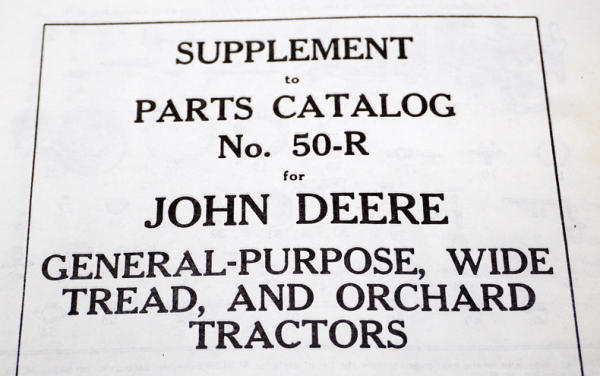 SUPPLEMENT
to
PARTS CATALOG
No. 50-R
for
JOHN DEERE
GENERAL-PURPOSE, WIDE
TREAD, AND ORCHARD
TRACTORS